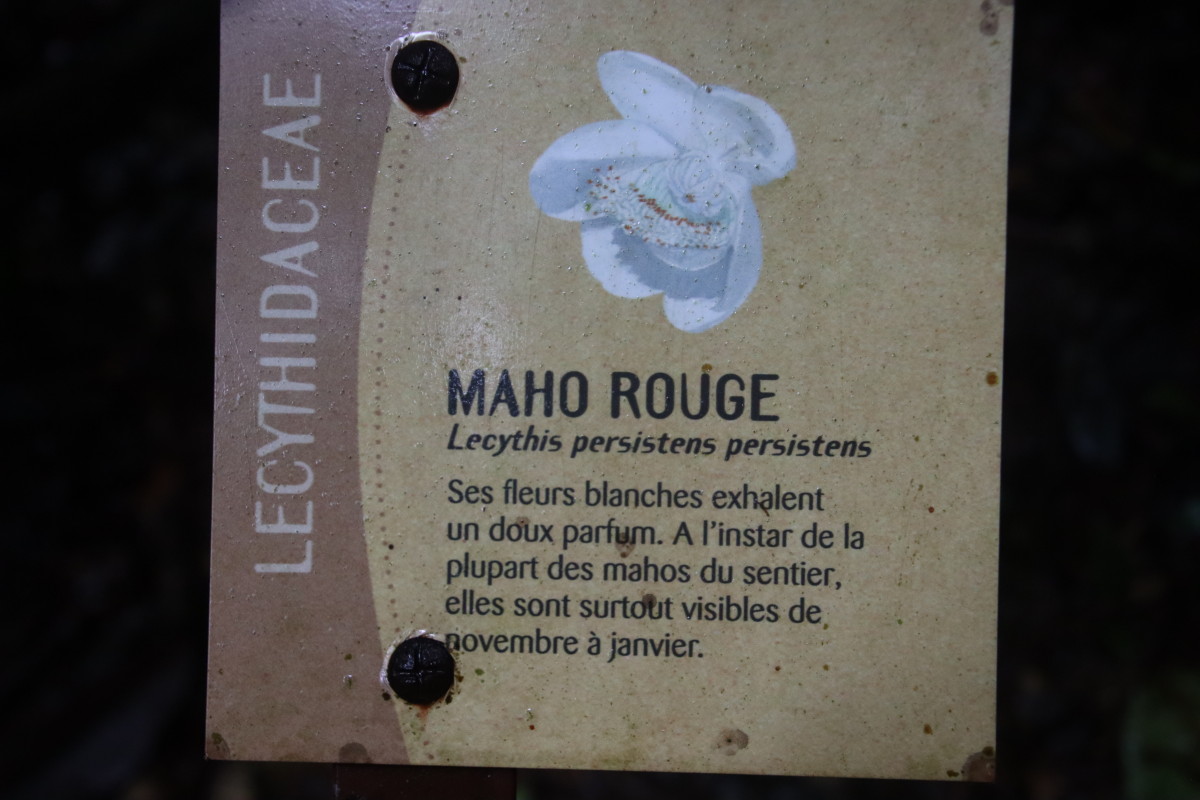 LECYTHIDACEAE
MAHO ROUGE
Lecythis persistens persistens
Ses fleurs blanches exhalent
un doux parfum. A l'instar de la
plupart des mahos du sentier,
elles sont surtout visibles de
novembre à janvier.